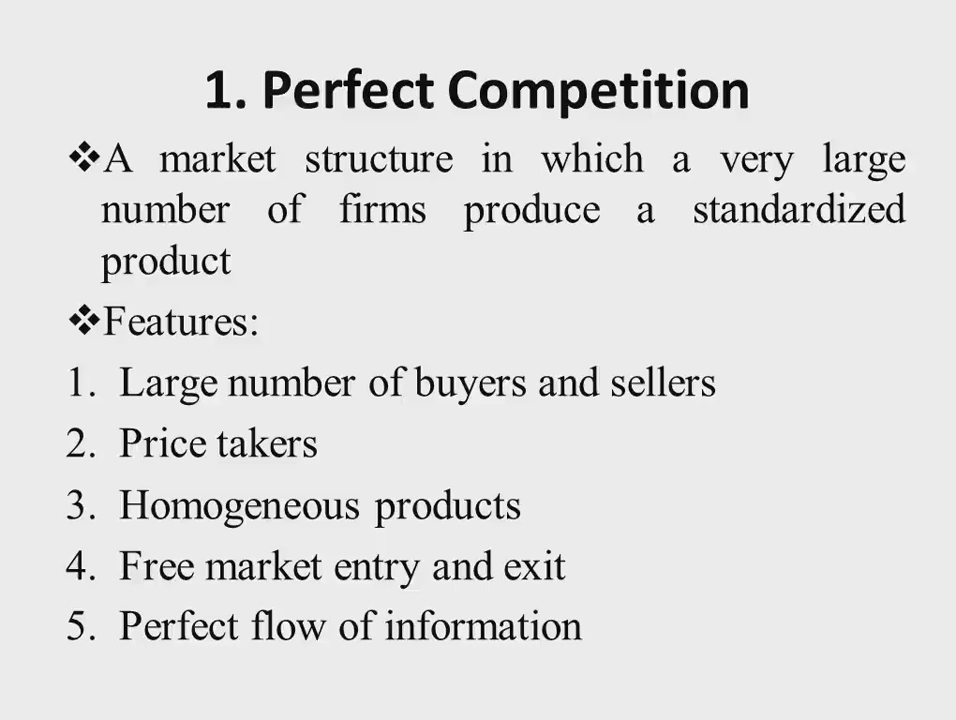 1. Perfect Competition
❖A market structure in which a very large
number of firms produce a standardized
product
❖Features:
1. Large number of buyers and sellers
2. Price takers
3. Homogeneous products
4. Free market entry and exit
5. Perfect flow of information